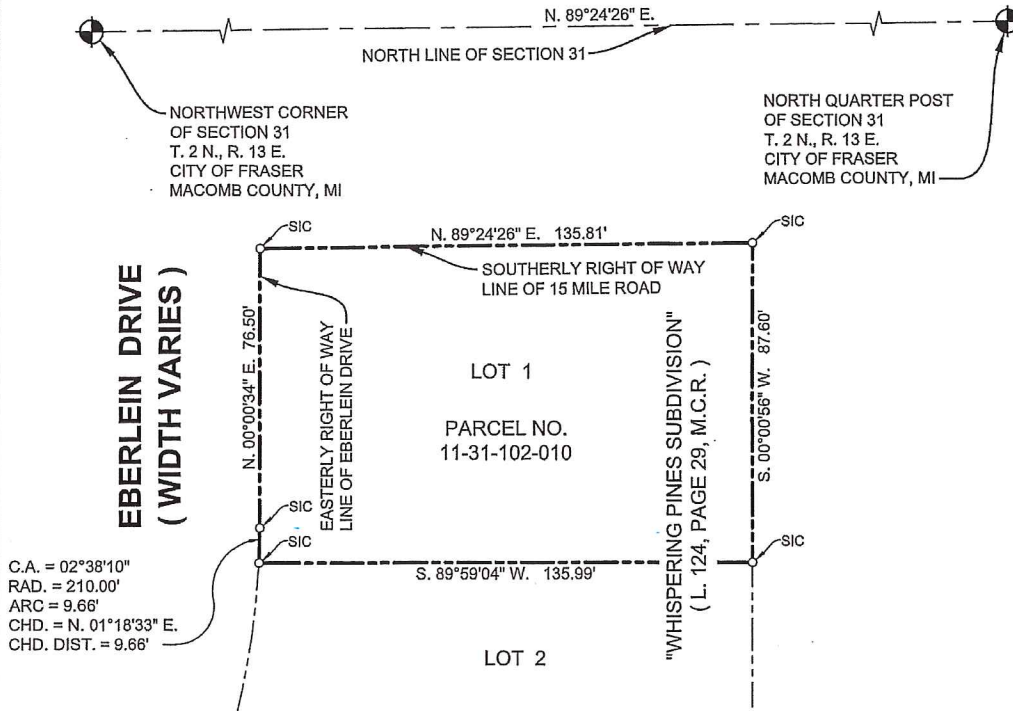 N. 89°24'26" E.
NORTH LINE OF SECTION 31
NORTHWEST CORNER
OF SECTION 31
T. 2 N., R. 13 E.
CITY OF FRASER
MACOMB COUNTY, MI
NORTH QUARTER POST
OF SECTION 31
T. 2 N., R. 13 E.
CITY OF FRASER
MACOMB COUNTY, MI
SIC
N. 89°24'26" E. 135.81'
SIC
SOUTHERLY RIGHT OF WAY
LINE OF 15 MILE ROAD
EBERLEIN DRIVE
( WIDTH VARIES )
N. 00°00'34" E. 76.50'
EASTERLY RIGHT OF WAY
LINE OF EBERLEIN DRIVE
LOT 1
PARCEL NO.
11-31-102-010
"WHISPERING PINES SUBDIVISION"
( L. 124, PAGE 29, M.C.R. )
S. 00°00'56" W. 87.60'
SIC
SIC
SIC
S. 89°59'04" W. 135.99'
C.A. = 02°38'10"
RAD. = 210.00'
ARC = 9.66'
CHD. = N. 01°18'33" E.
CHD. DIST. = 9.66'
LOT 2